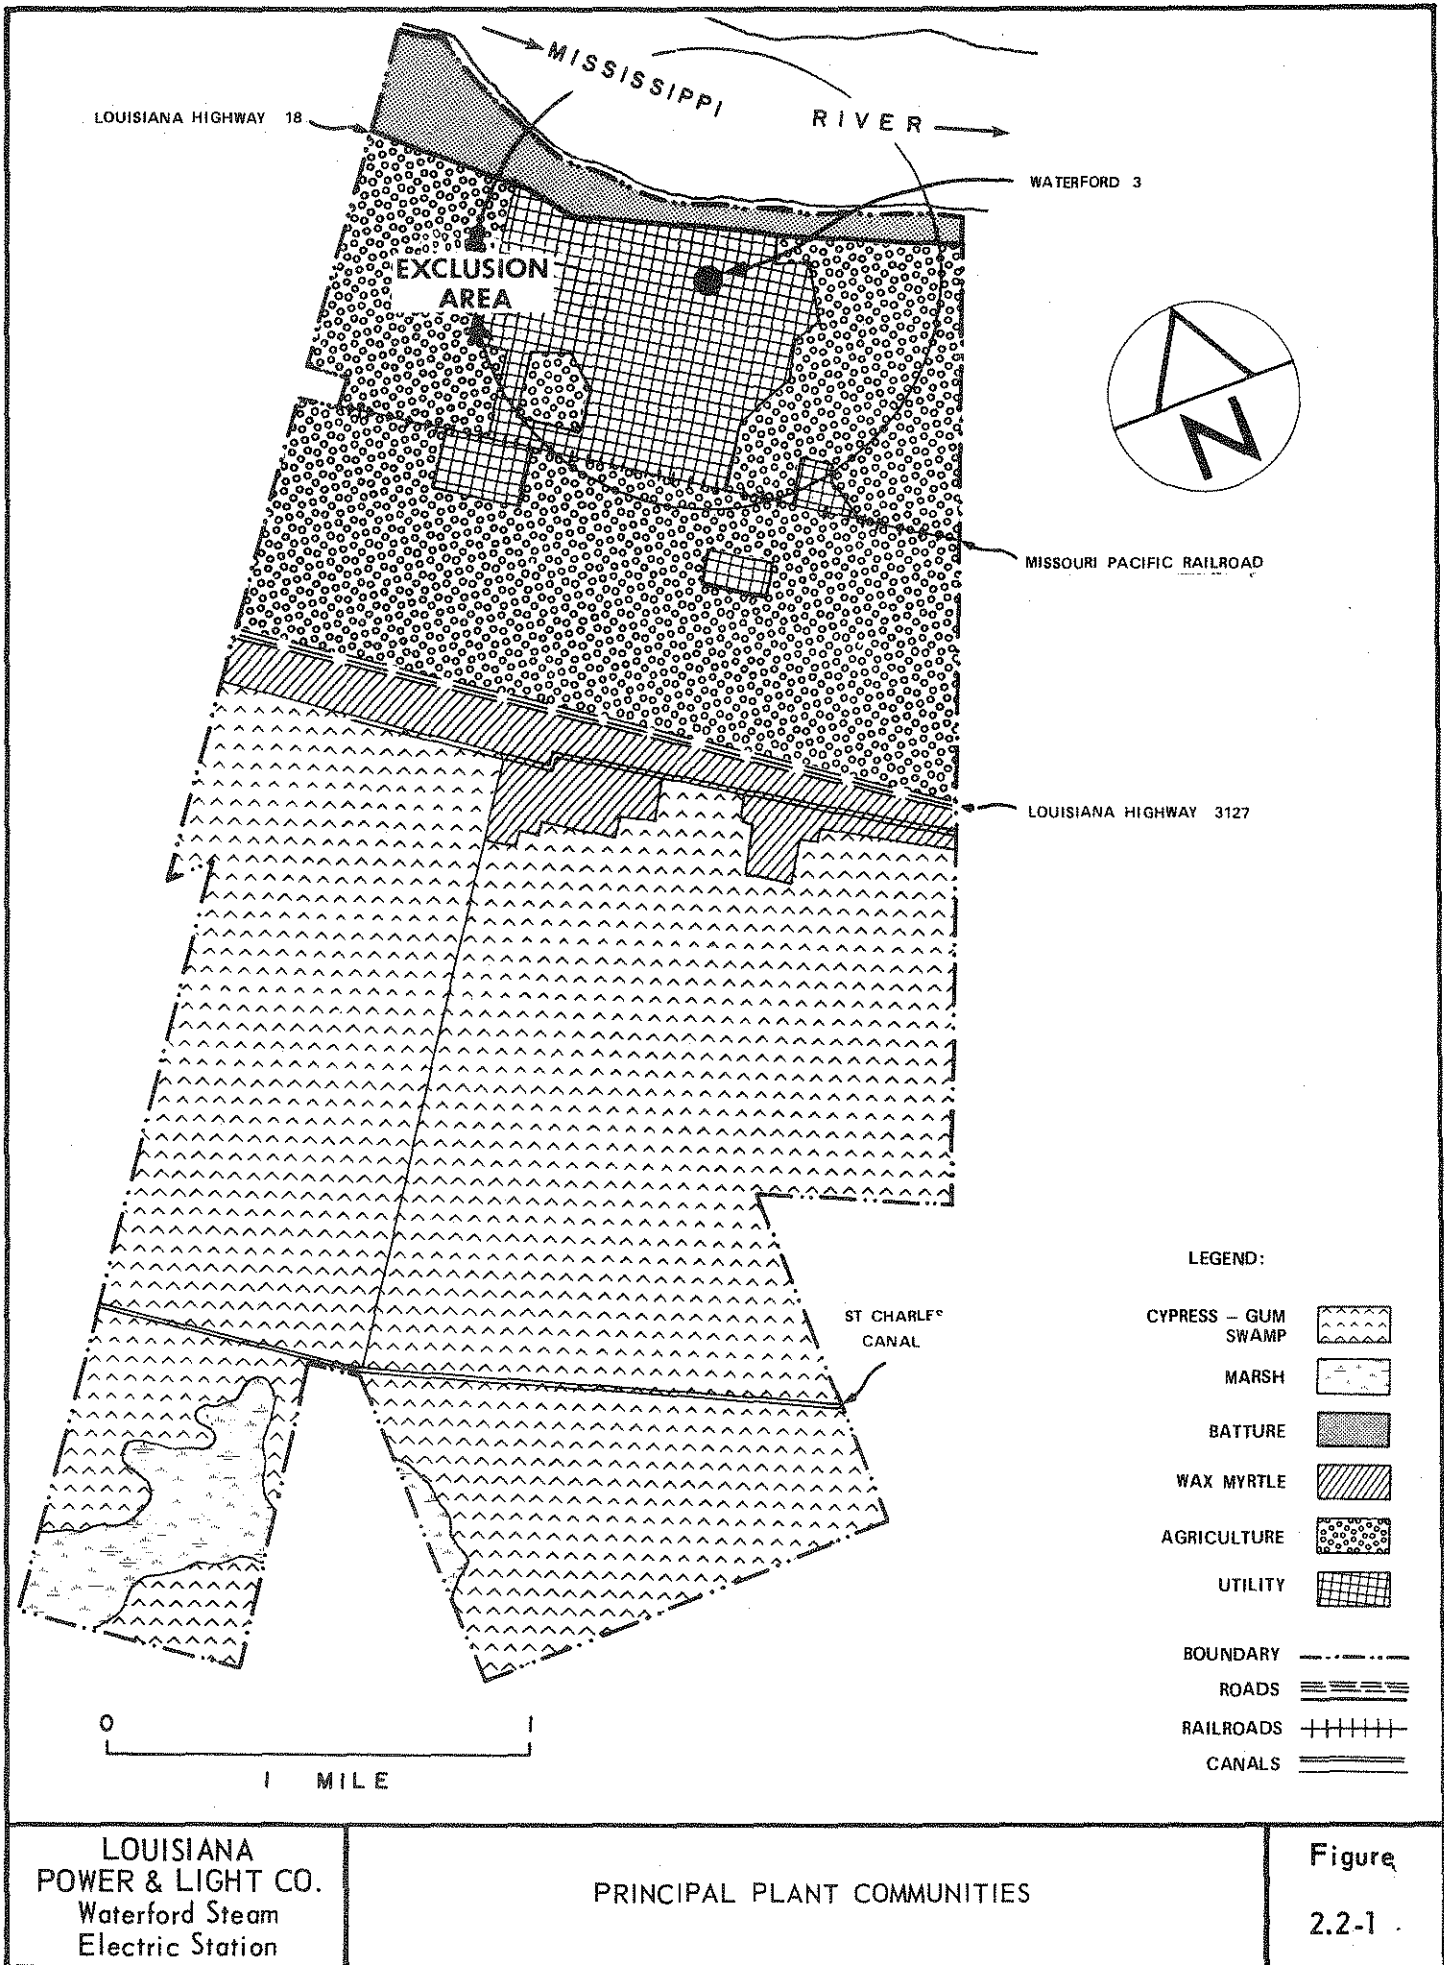 MISSISSIPPI
RIVER
LOUISIANA HIGHWAY 18
WATERFORD 3
EXCLUSION
AREA
N
MISSOURI PACIFIC RAILROAD
LOUISIANA HIGHWAY 3127
ST CHARLES
CANAL
LEGEND:
CYPRESS – GUM
SWAMP
MARSH
BATTURE
WAX MYRTLE
AGRICULTURE
UTILITY
BOUNDARY
ROADS
RAILROADS
CANALS
0 1
1 MILE
LOUISIANA
POWER & LIGHT CO.
Waterford Steam
Electric Station
PRINCIPAL PLANT COMMUNITIES
Figure
2.2-1